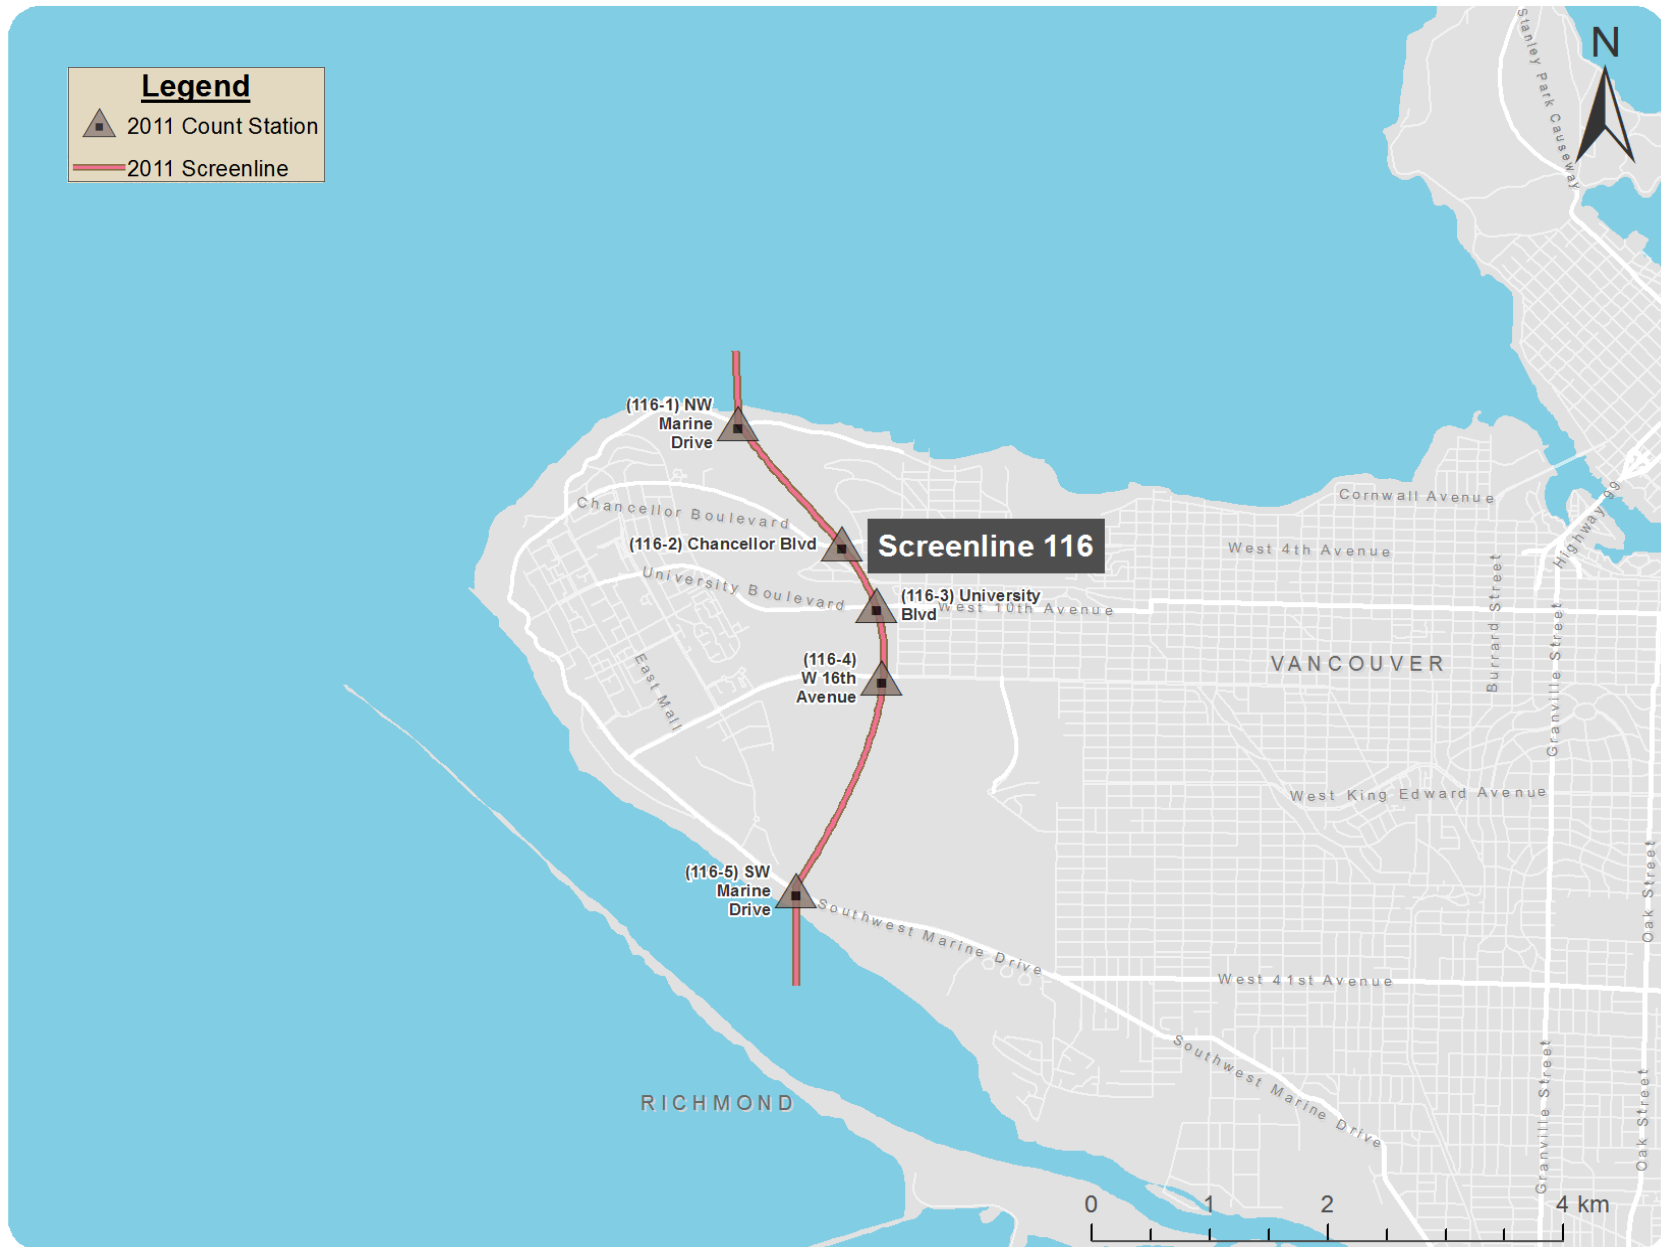 Stanley Park Causeway
N
Legend
2011 Count Station
2011 Screenline
(116-1) NW
Marine
Drive
Cornwall Avenue
Highway 99
Chancellor Boulevard
(116-2) Chancellor Blvd
Screenline 116
West 4th Avenue
University Boulevard
(116-3) University
Blvd
West 10th Avenue
Burrard Street
Granville Street
(116-4)
W 16th
Avenue
VANCOUVER
East Mall
West King Edward Avenue
Oak Street
(116-5) SW
Marine
Drive
Southwest Marine Drive
West 41st Avenue
Southwest Marine Drive
RICHMOND
Granville Street
Oak Street
0 1 2 4 km